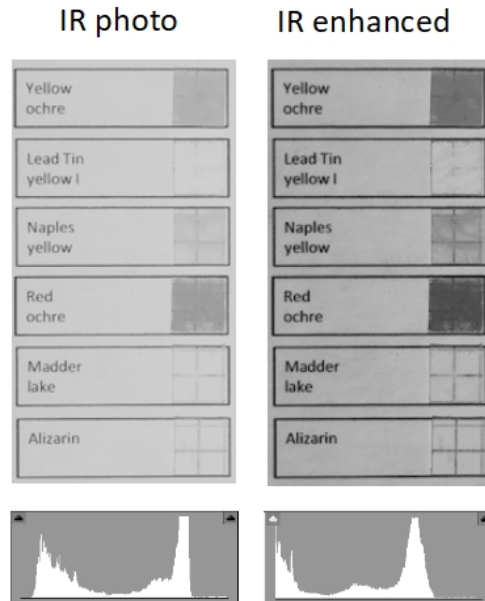 IR photo
IR enhanced
Yellow
ochre
Lead Tin
yellow I
Naples
yellow
Red
ochre
Madder
lake
Alizarin
Yellow
ochre
Lead Tin
yellow I
Naples
yellow
Red
ochre
Madder
lake
Alizarin